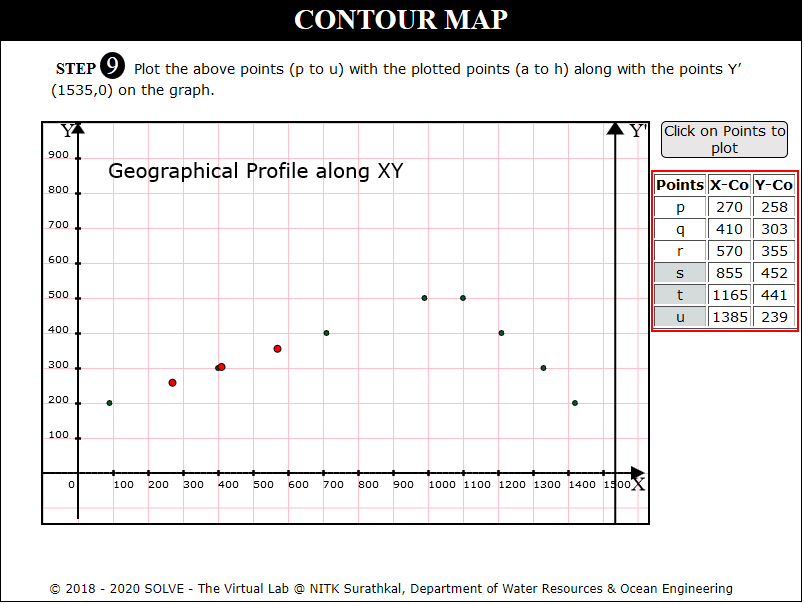 CONTOUR MAP
STEP 9 Plot the above points (p to u) with the plotted points (a to h) along with the points Y’
(1535,0) on the graph.
Y Y'
Geographical Profile along XY
900
800
700
600
500
400
300
200
100
0 100 200 300 400 500 600 700 800 900 1000 1100 1200 1300 1400 1500 X
Click on Points to
plot
Points X-Co Y-Co
p 270 258
q 410 303
r 570 355
s 855 452
t 1165 441
u 1385 239
© 2018 - 2020 SOLVE - The Virtual Lab @ NITK Surathkal, Department of Water Resources & Ocean Engineering